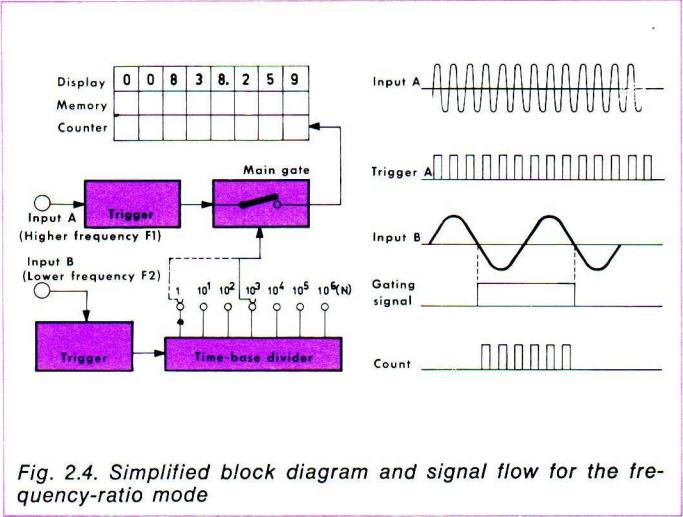 Display 0 0 8 3 8. 2 5 9
Memory
Counter
Main gate
Trigger
Input A
(Higher frequency F1)
Input B
(Lower frequency F2)
1 10¹ 10² 10³ 10⁴ 10⁵ 10⁶(N)
Trigger
Time-base divider
Input A
Trigger A
Input B
Gating
signal
Count
Fig. 2.4. Simplified block diagram and signal flow for the fre-
quency-ratio mode